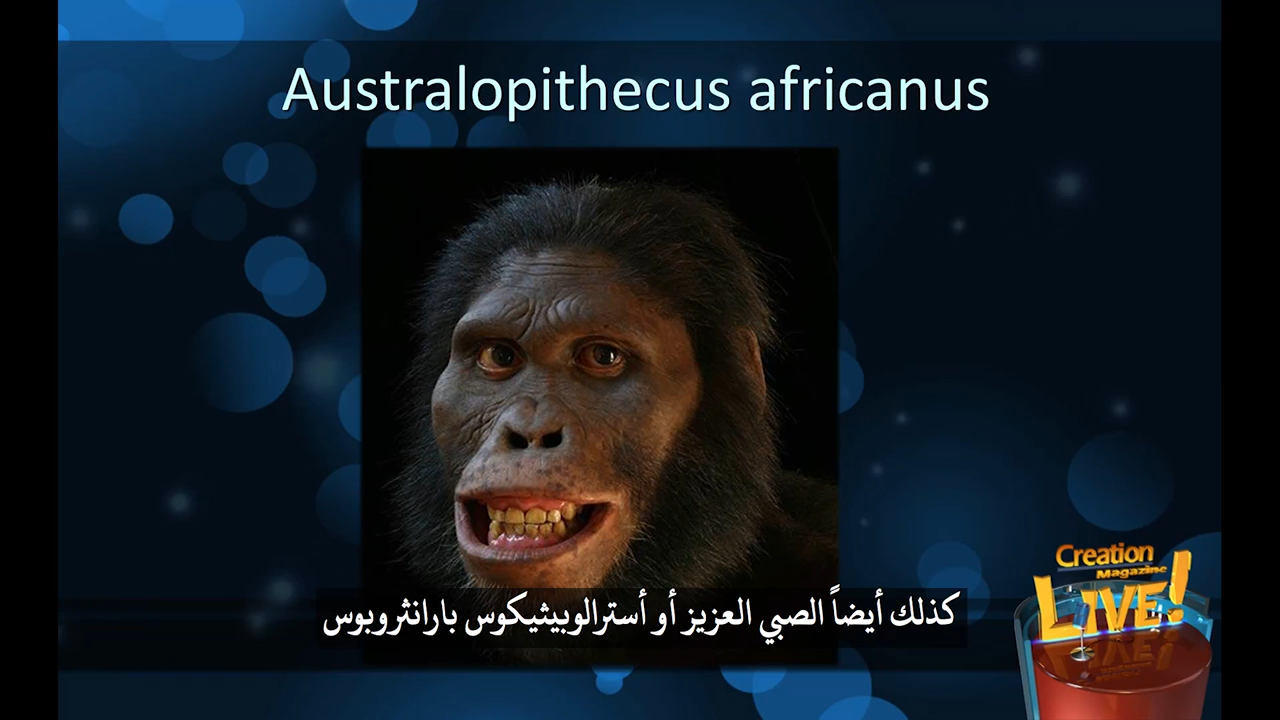 Australopithecus africanus
كذلك أيضاً الصبي العزيز أو أسترالوبيثيكوس بارانثروبوس
Creation
Magazine
LIVE!